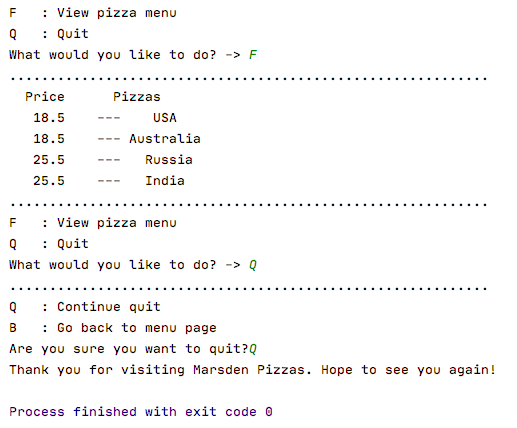 F   : View pizza menu
Q   : Quit
What would you like to do? -> F
............................................................
  Price      Pizzas
   18.5    ---    USA
   18.5    --- Australia
   25.5    ---   Russia
   25.5    ---   India
............................................................
F   : View pizza menu
Q   : Quit
What would you like to do? -> Q
............................................................
Q   : Continue quit
B   : Go back to menu page
Are you sure you want to quit?Q
Thank you for visiting Marsden Pizzas. Hope to see you again!
Process finished with exit code 0